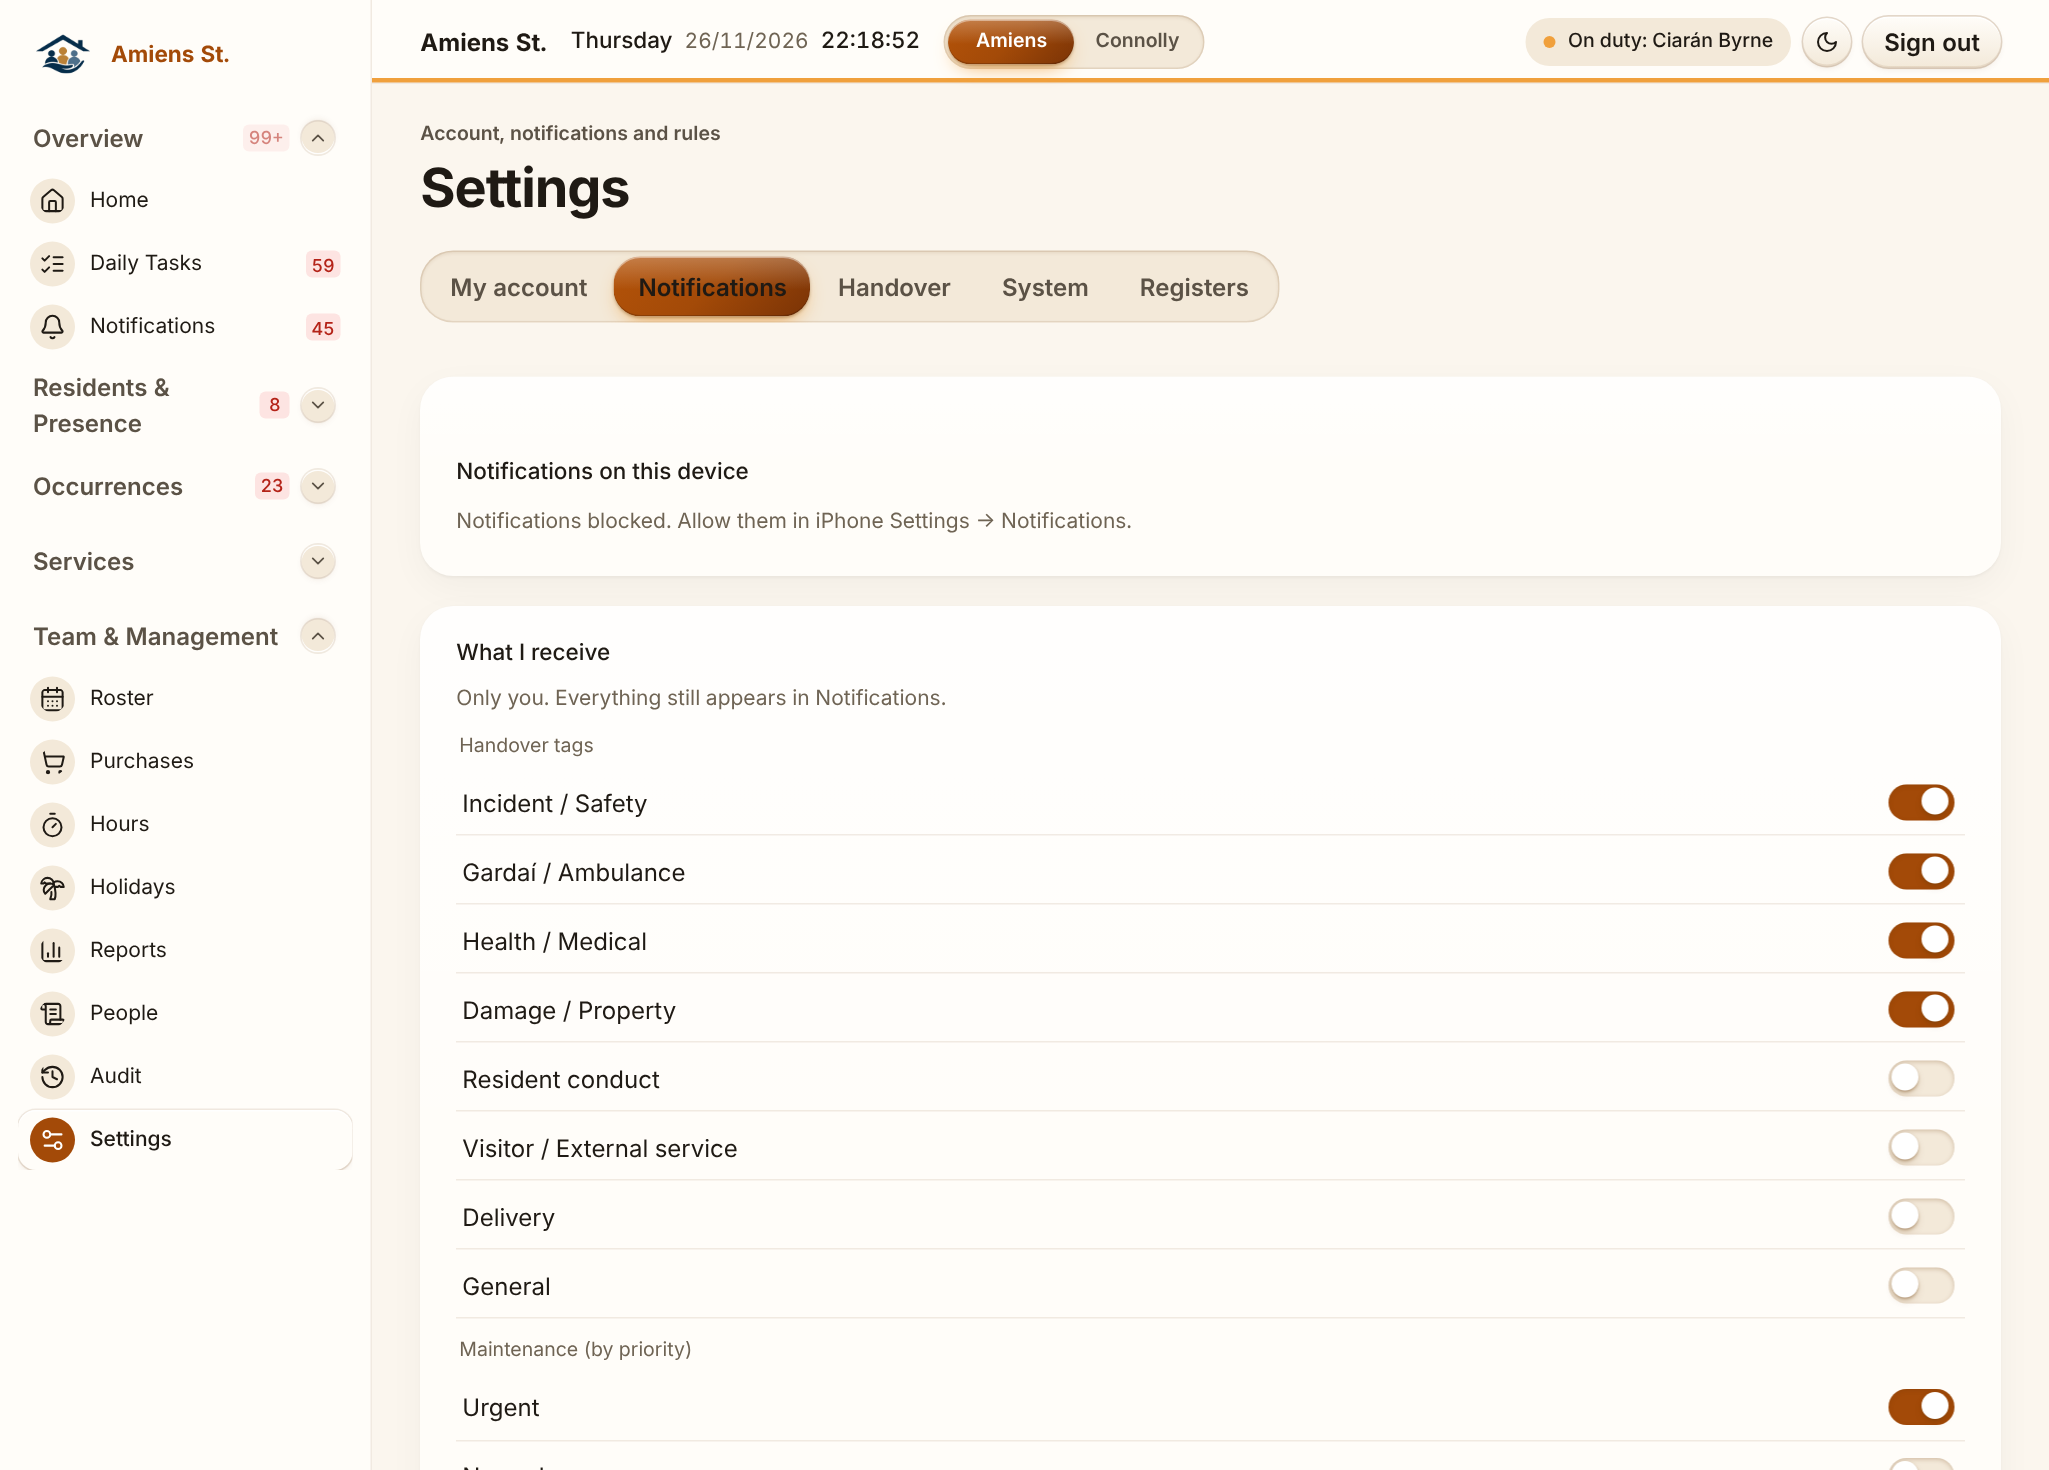 Amiens St.
Overview 99+
Home
Daily Tasks 59
Notifications 45
Residents &
Presence 8
Occurrences 23
Services
Team & Management
Roster
Purchases
Hours
Holidays
Reports
People
Audit
Settings
Amiens St. Thursday 26/11/2026 22:18:52 Amiens Connolly On duty: Ciarán Byrne Sign out
Account, notifications and rules
Settings
My account Notifications Handover System Registers
Notifications on this device
Notifications blocked. Allow them in iPhone Settings → Notifications.
What I receive
Only you. Everything still appears in Notifications.
Handover tags
Incident / Safety
Gardaí / Ambulance
Health / Medical
Damage / Property
Resident conduct
Visitor / External service
Delivery
General
Maintenance (by priority)
Urgent